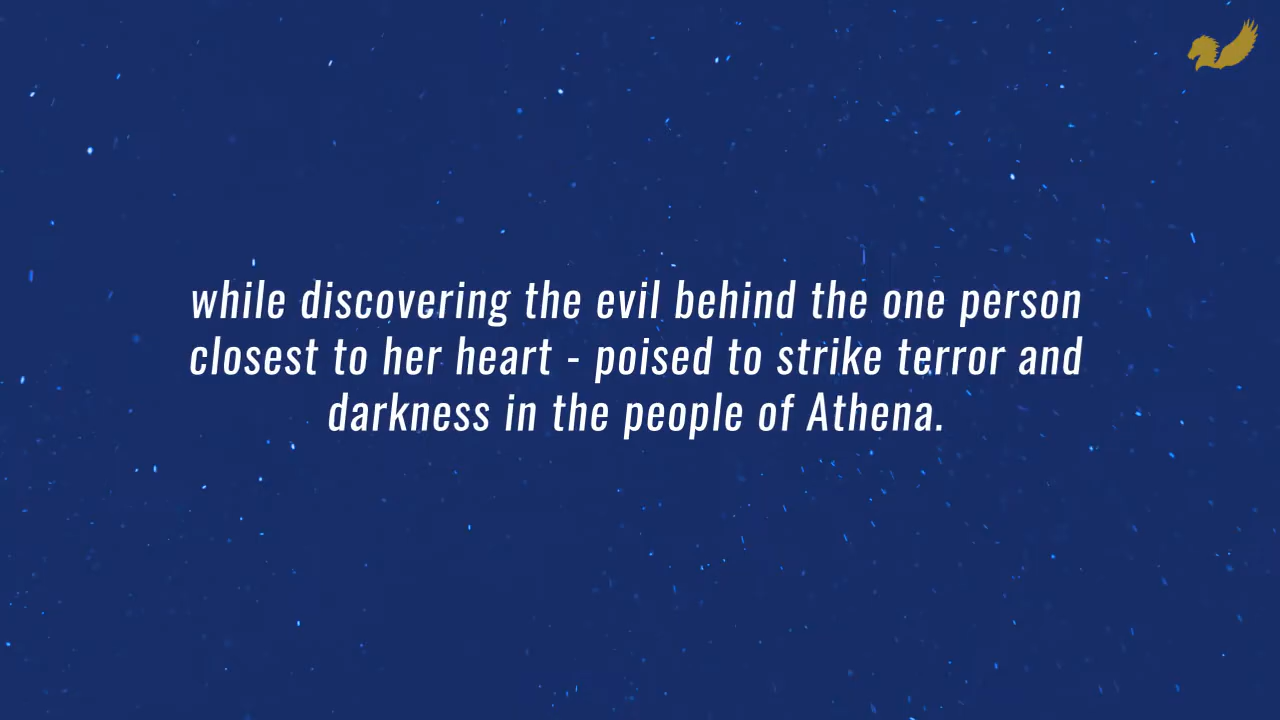 while discovering the evil behind the one person
closest to her heart - poised to strike terror and
darkness in the people of Athena.